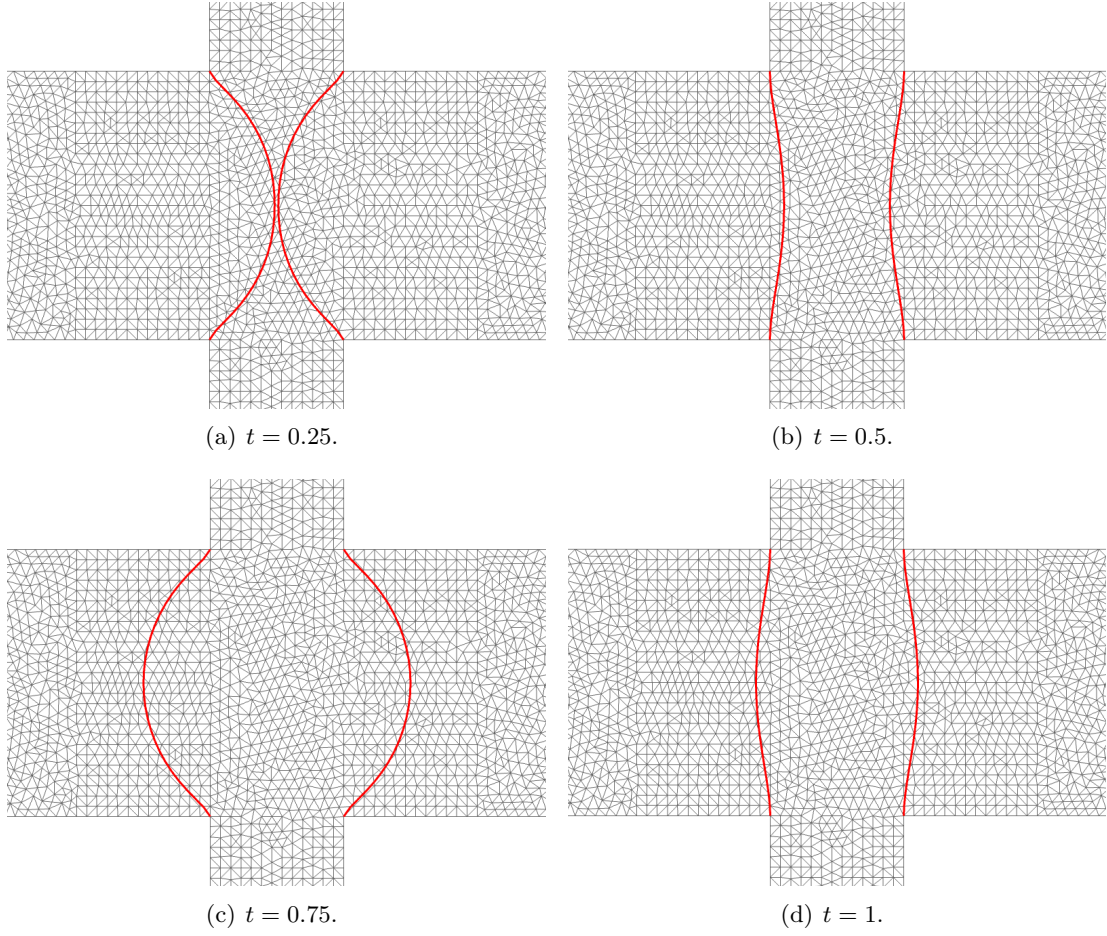 (a) t = 0.25.
(b) t = 0.5.
(c) t = 0.75.
(d) t = 1.